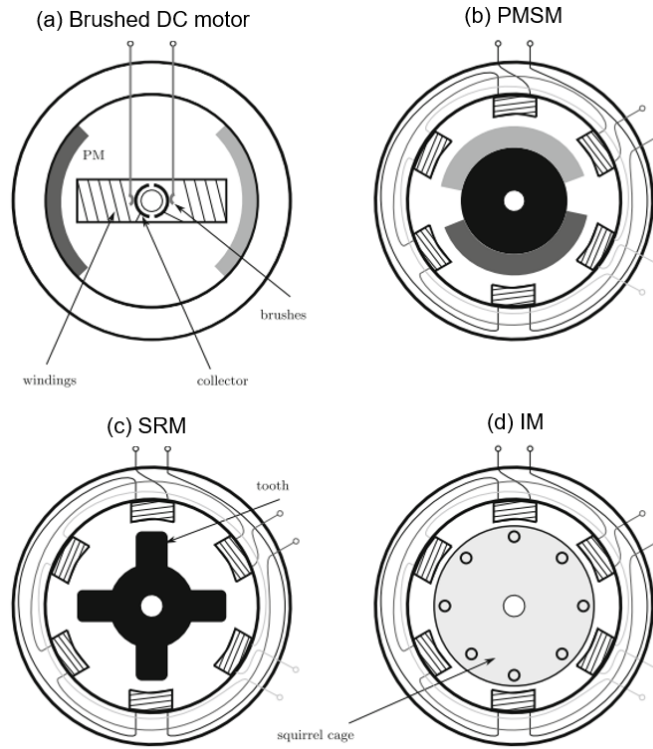 (a) Brushed DC motor
(b) PMSM
PM
brushes
windings
collector
(c) SRM
(d) IM
tooth
squirrel cage